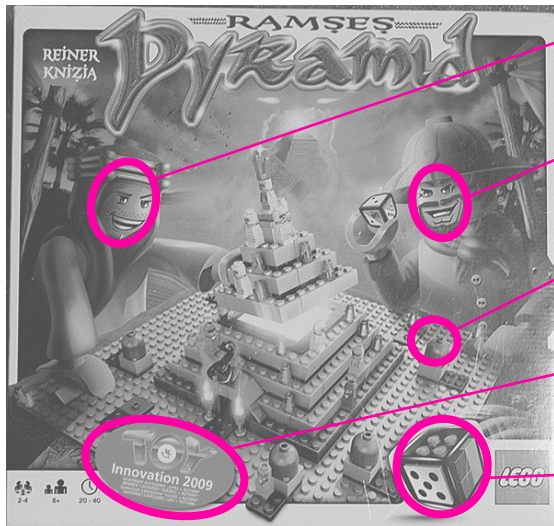 RAMSES
Pyramid
REINER
KNIZIA
TOY
Innovation 2009
2-4
8+
20-40
LEGO